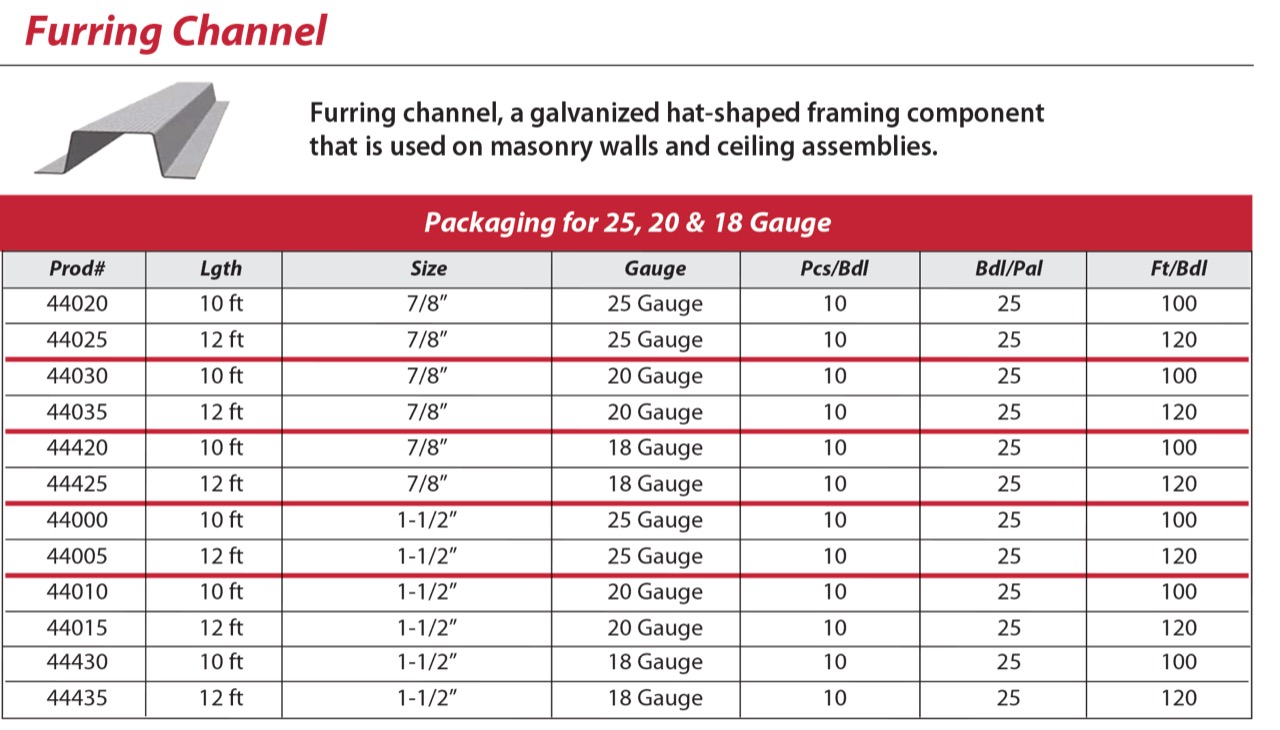 Furring Channel
Furring channel, a galvanized hat-shaped framing component
that is used on masonry walls and ceiling assemblies.
Packaging for 25, 20 & 18 Gauge
Prod# Lgth Size Gauge Pcs/Bdl Bdl/Pal Ft/Bdl
44020 10 ft 7/8” 25 Gauge 10 25 100
44025 12 ft 7/8” 25 Gauge 10 25 120
44030 10 ft 7/8” 20 Gauge 10 25 100
44035 12 ft 7/8” 20 Gauge 10 25 120
44420 10 ft 7/8” 18 Gauge 10 25 100
44425 12 ft 7/8” 18 Gauge 10 25 120
44000 10 ft 1-1/2” 25 Gauge 10 25 100
44005 12 ft 1-1/2” 25 Gauge 10 25 120
44010 10 ft 1-1/2” 20 Gauge 10 25 100
44015 12 ft 1-1/2” 20 Gauge 10 25 120
44430 10 ft 1-1/2” 18 Gauge 10 25 100
44435 12 ft 1-1/2” 18 Gauge 10 25 120